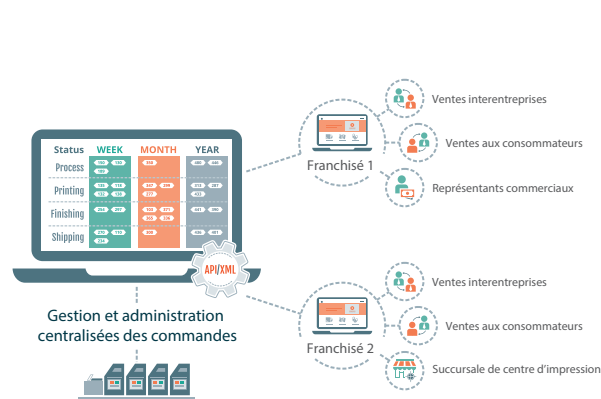 Status WEEK MONTH YEAR
Process
Printing
Finishing
Shipping
API/XML
Gestion et administration
centralisées des commandes
Franchisé 1
Ventes interentreprises
Ventes aux consommateurs
Représentants commerciaux
Franchisé 2
Ventes interentreprises
Ventes aux consommateurs
Succursale de centre d'impression